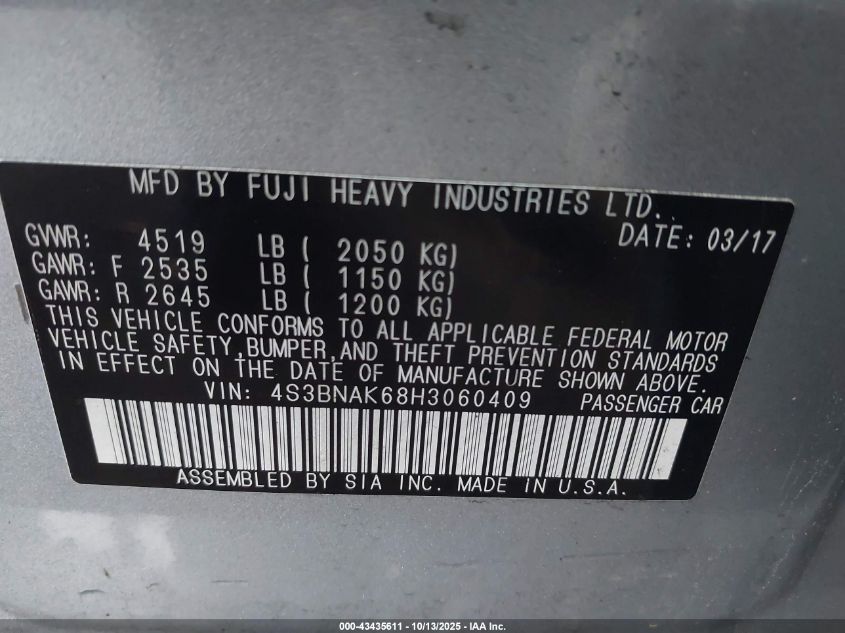 MFD BY FUJI HEAVY INDUSTRIES LTD.
DATE: 03/17
GVWR: 4519 LB ( 2050 KG)
GAWR: F 2535 LB ( 1150 KG)
GAWR: R 2645 LB ( 1200 KG)
THIS VEHICLE CONFORMS TO ALL APPLICABLE FEDERAL MOTOR
VEHICLE SAFETY,BUMPER,AND THEFT PREVENTION STANDARDS
IN EFFECT ON THE DATE OF MANUFACTURE SHOWN ABOVE.
VIN: 4S3BNAK68H3060409 PASSENGER CAR
ASSEMBLED BY SIA INC. MADE IN U.S.A.
000-43435611 - 10/13/2025 - IAA Inc.